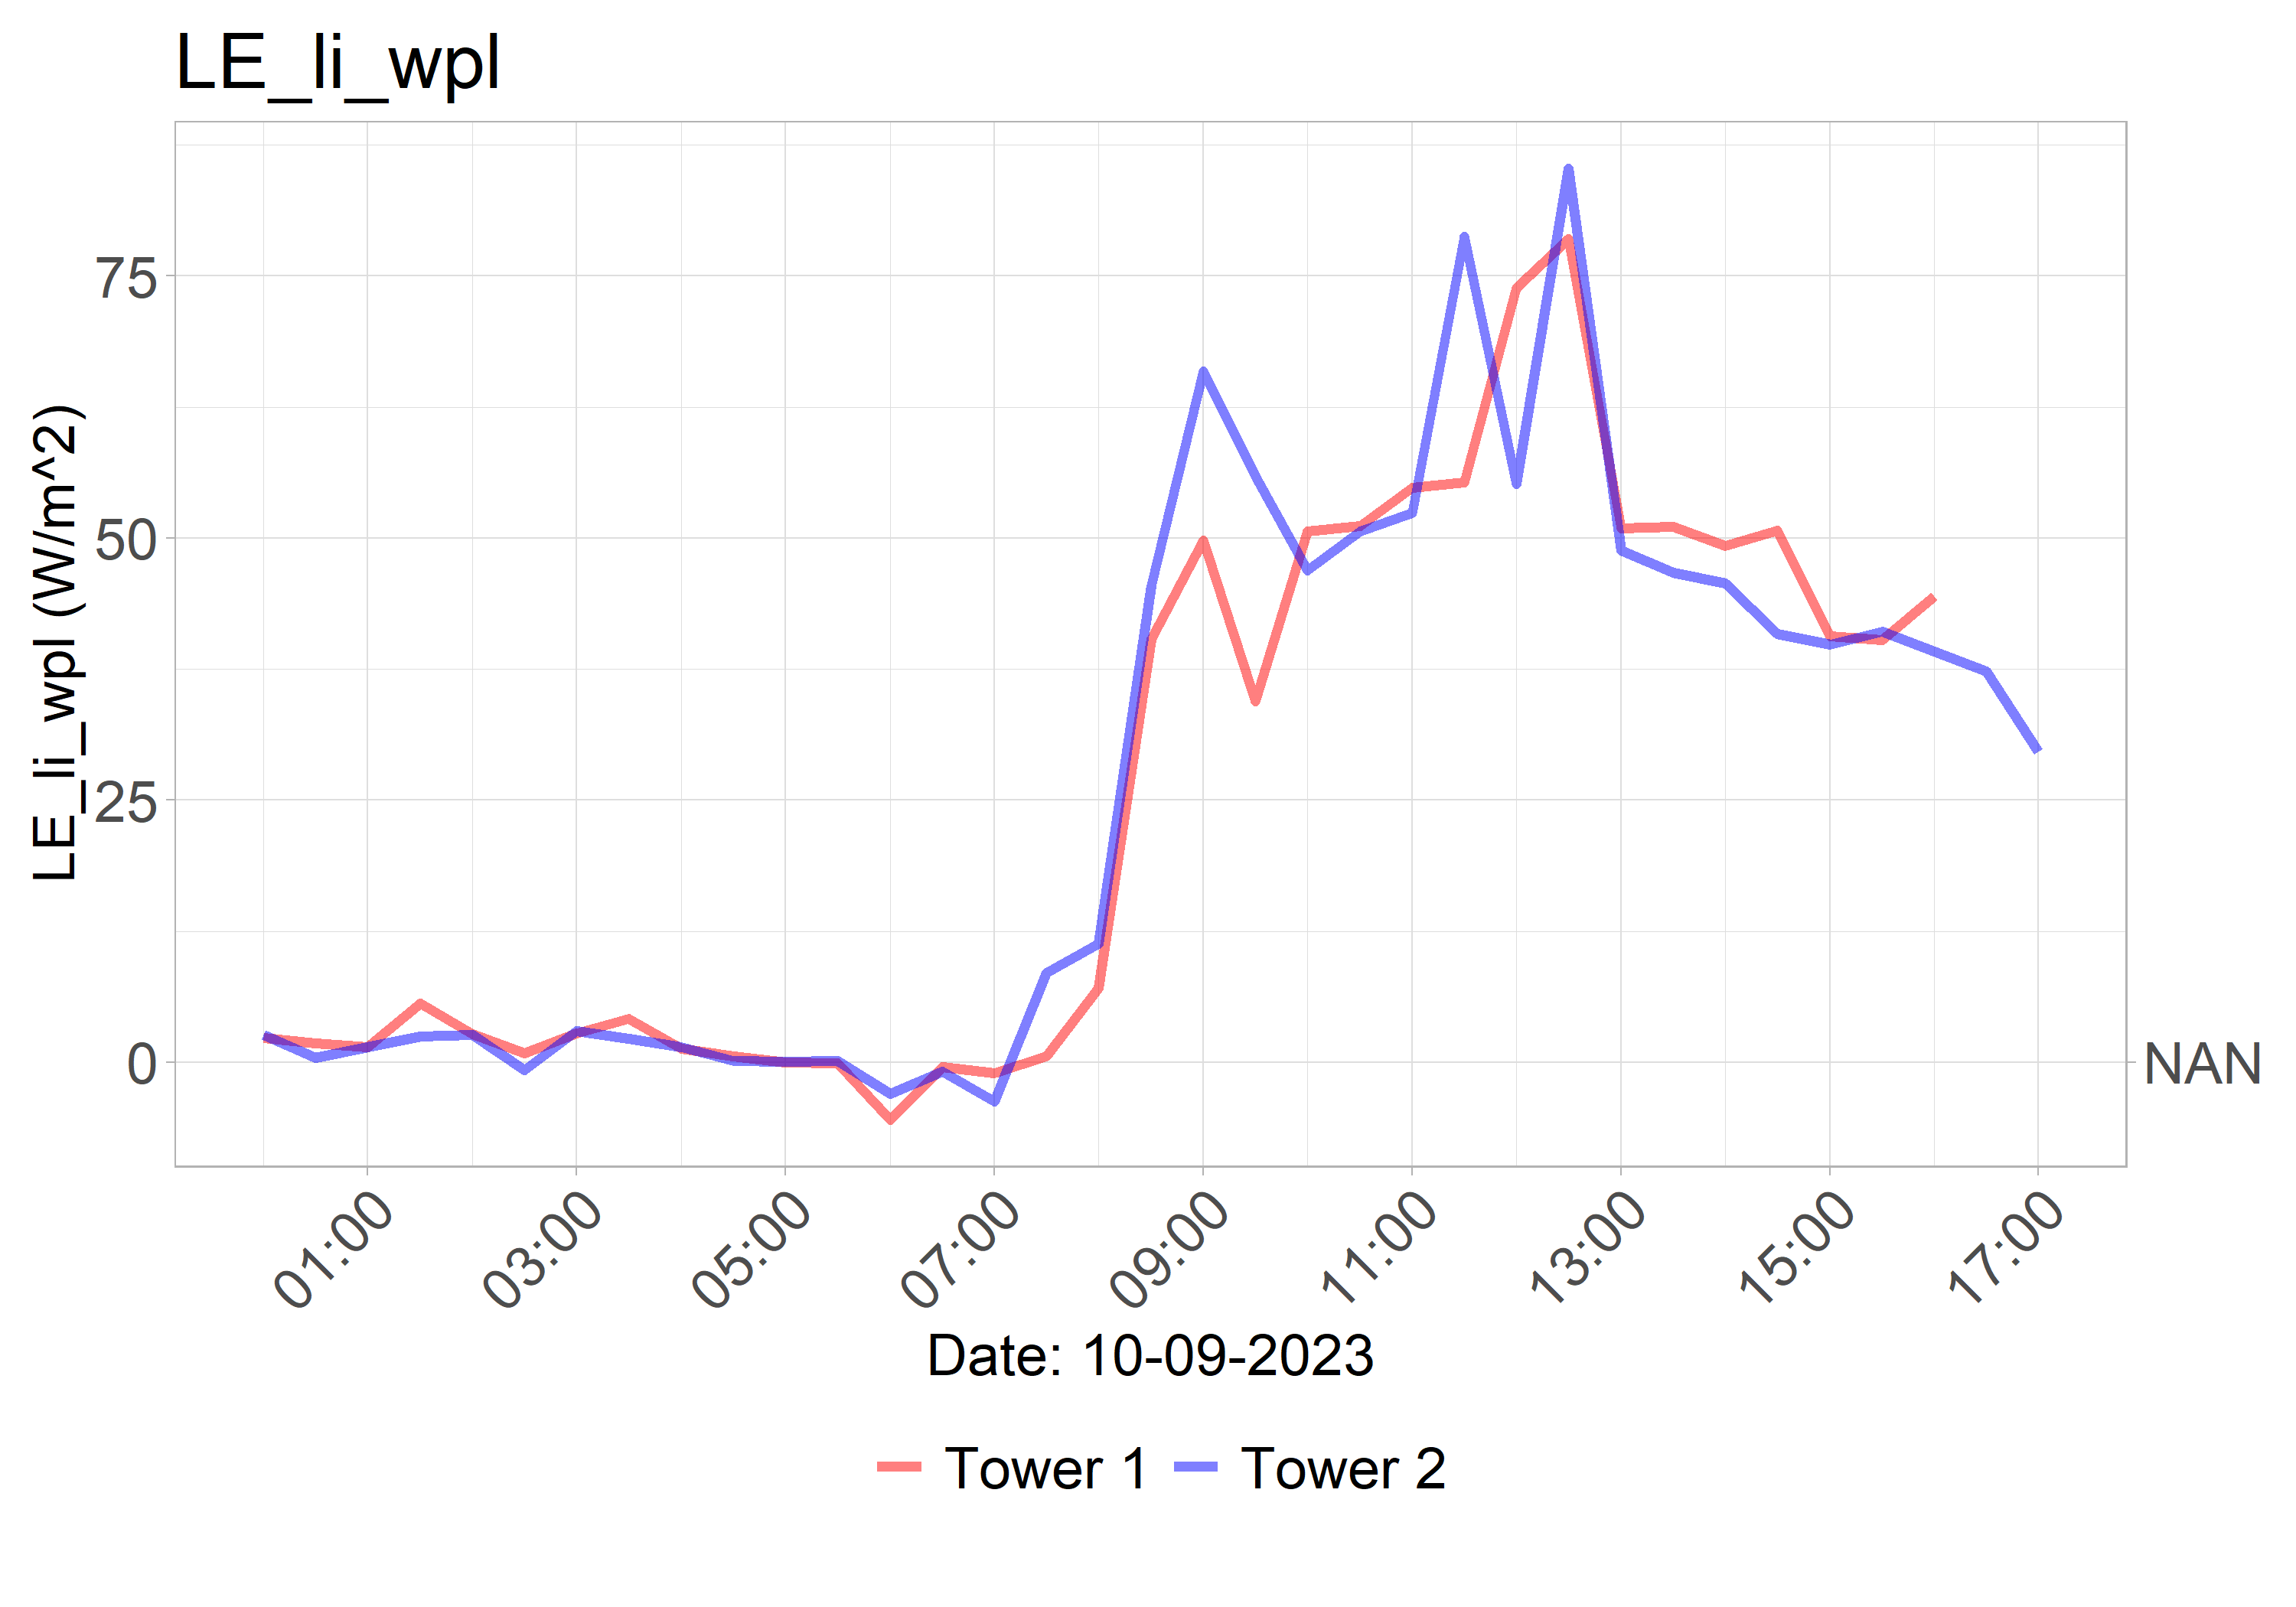 LE_li_wpl
LE_li_wpl (W/m^2)
75
50
25
0
NAN
01:00
03:00
05:00
07:00
09:00
11:00
13:00
15:00
17:00
Date: 10-09-2023
Tower 1
Tower 2